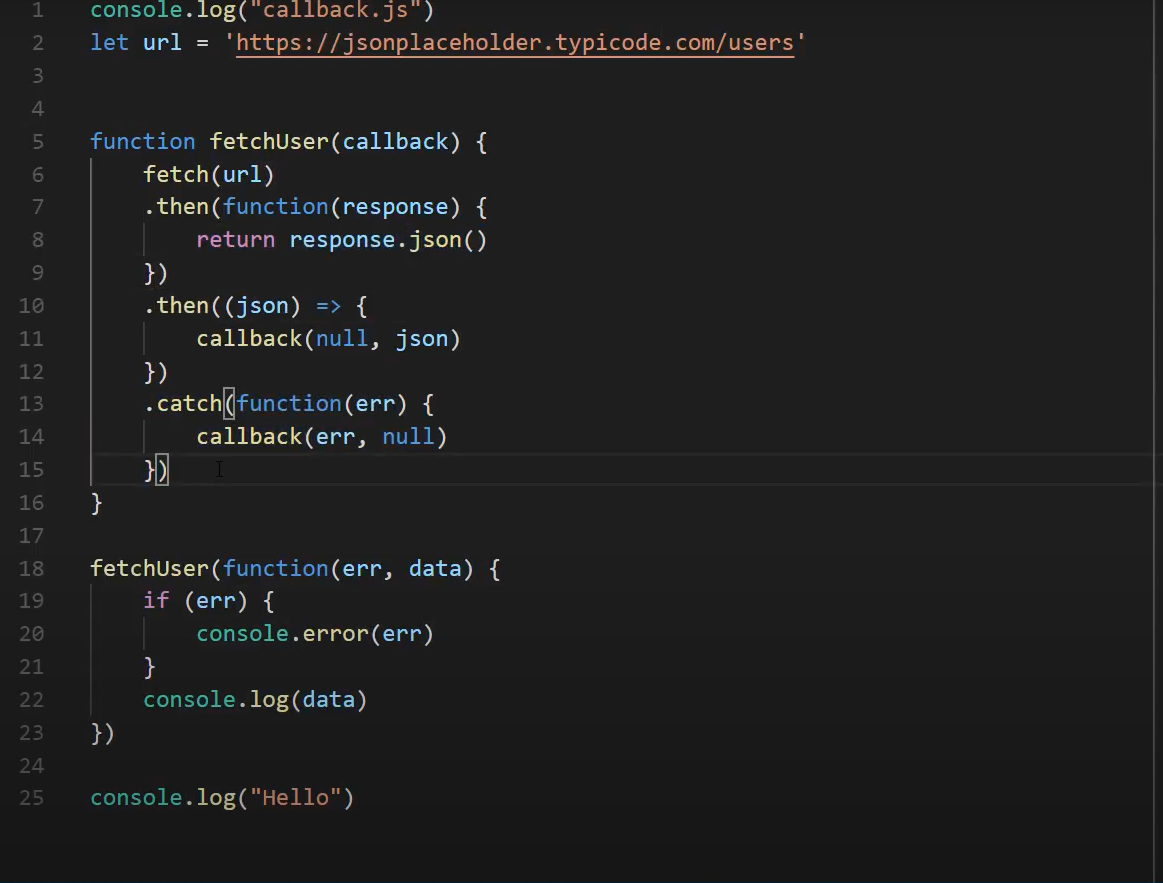 1 console.log("callback.js")
2 let url = 'https://jsonplaceholder.typicode.com/users'
3
4
5 function fetchUser(callback) {
6 fetch(url)
7 .then(function(response) {
8 return response.json()
9 })
10 .then((json) => {
11 callback(null, json)
12 })
13 .catch(function(err) {
14 callback(err, null)
15 })
16 }
17
18 fetchUser(function(err, data) {
19 if (err) {
20 console.error(err)
21 }
22 console.log(data)
23 })
24
25 console.log("Hello")